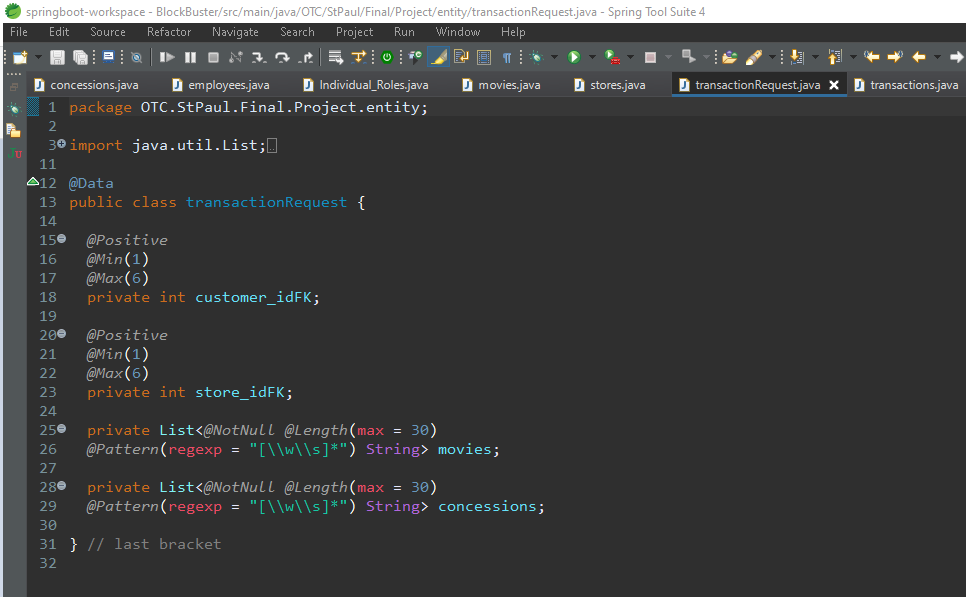 springboot-workspace - BlockBuster/src/main/java/OTC/StPaul/Final/Project/entity/transactionRequest.java - Spring Tool Suite 4
File Edit Source Refactor Navigate Search Project Run Window Help
concessions.java employees.java Individual_Roles.java movies.java stores.java transactionRequest.java transactions.java
1 package OTC.StPaul.Final.Project.entity;
2
3 import java.util.List;
11
12 @Data
13 public class transactionRequest {
14
15 @Positive
16 @Min(1)
17 @Max(6)
18 private int customer_idFK;
19
20 @Positive
21 @Min(1)
22 @Max(6)
23 private int store_idFK;
24
25 private List<@NotNull @Length(max = 30)
26 @Pattern(regexp = "[\\w\\s]*") String> movies;
27
28 private List<@NotNull @Length(max = 30)
29 @Pattern(regexp = "[\\w\\s]*") String> concessions;
30
31 } // last bracket
32